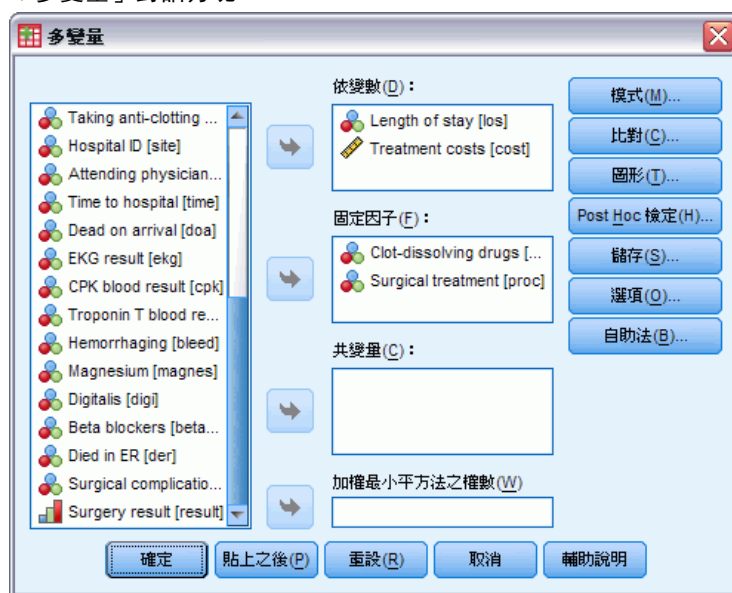 多變量
Taking anti-clotting ...
Hospital ID [site]
Attending physician...
Time to hospital [time]
Dead on arrival [doa]
EKG result [ekg]
CPK blood result [cpk]
Troponin T blood re...
Hemorrhaging [bleed]
Magnesium [magnes]
Digitalis [digi]
Beta blockers [beta...
Died in ER [der]
Surgical complicatio...
Surgery result [result]
依變數(D)：
Length of stay [los]
Treatment costs [cost]
固定因子(F)：
Clot-dissolving drugs [...
Surgical treatment [proc]
共變量(C)：
加權最小平方法之權數(W)
模式(M)...
比對(C)...
圖形(T)...
Post Hoc 檢定(H)...
儲存(S)...
選項(O)...
自助法(B)...
確定
貼上之後(P)
重設(R)
取消
輔助說明